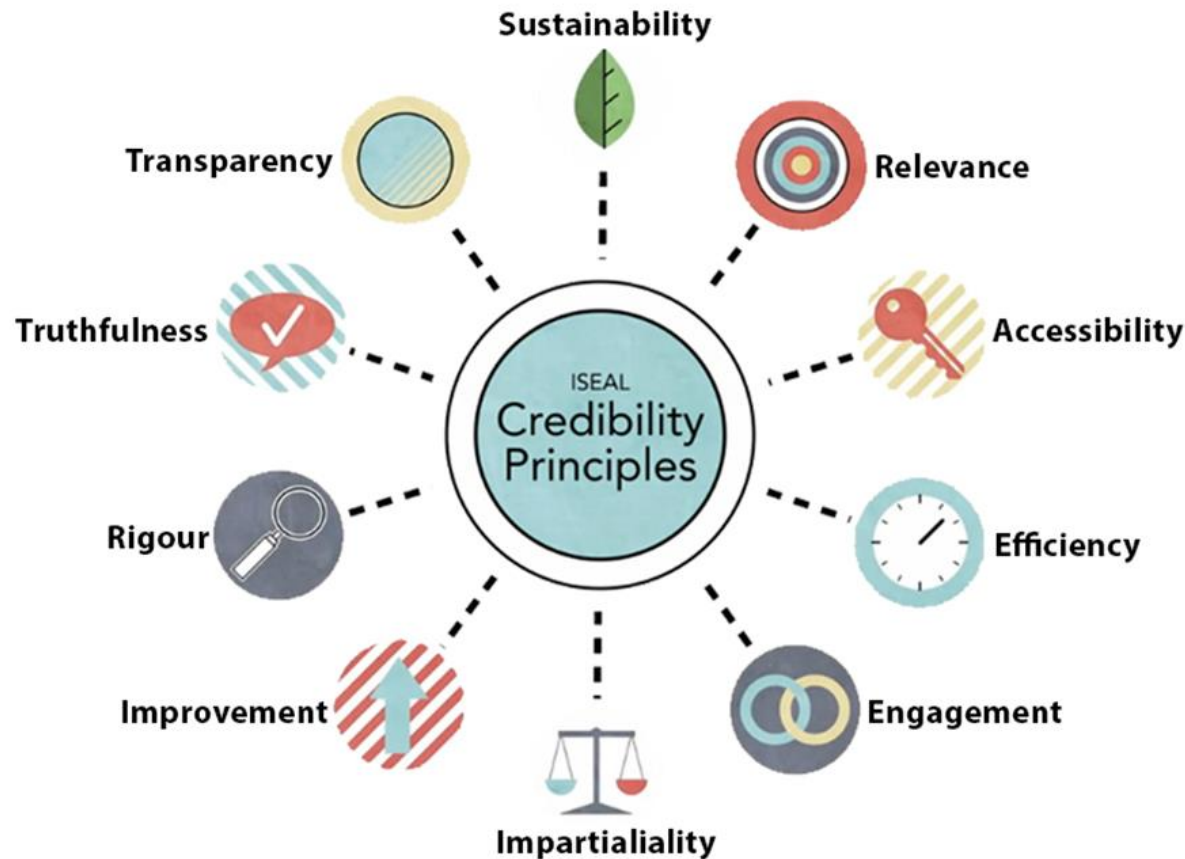 Sustainability
Transparency
Relevance
Truthfulness
Accessibility
ISEAL
Credibility
Principles
Rigour
Efficiency
Improvement
Engagement
Impartialiality